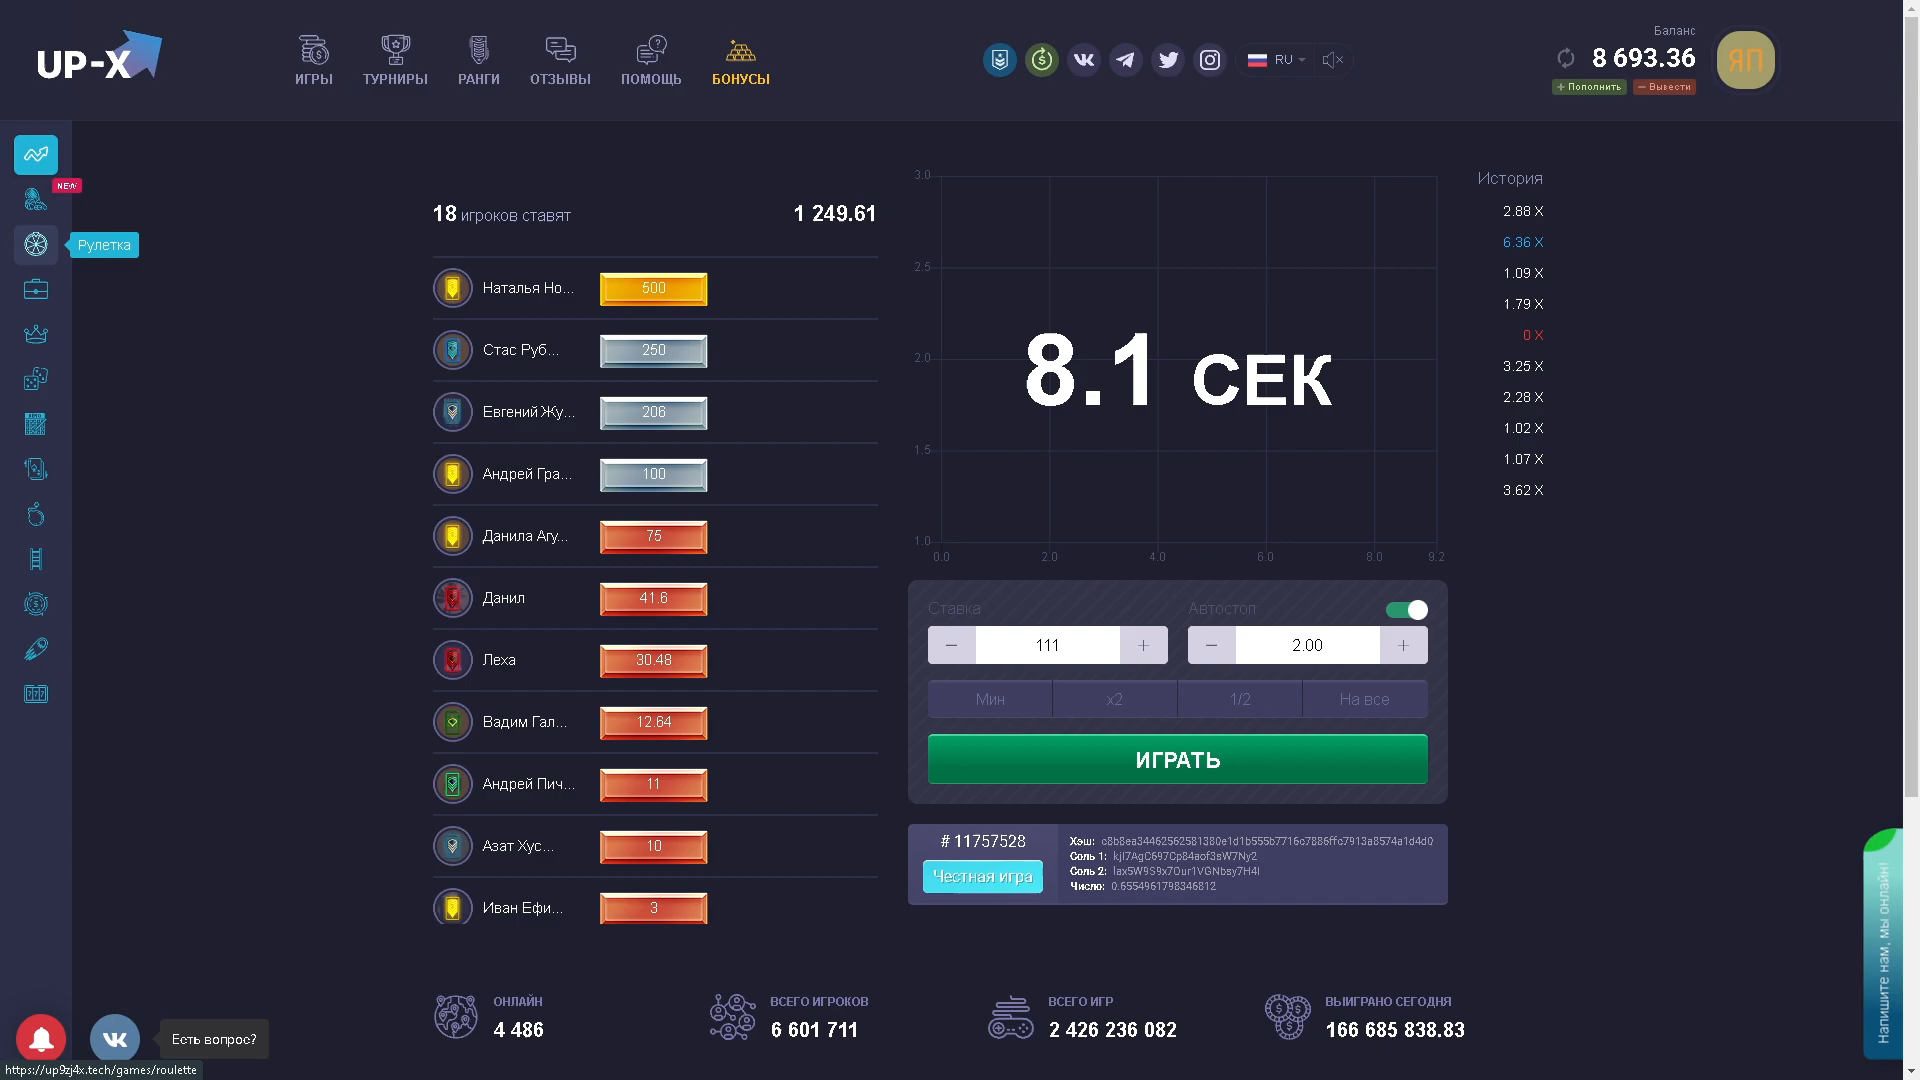 UP-X
ИГРЫ
ТУРНИРЫ
РАНГИ
ОТЗЫВЫ
ПОМОЩЬ
БОНУСЫ
RU
Баланс
8 693.36
+ Пополнить
− Вывести
ЯП
NEW
Рулетка
18 игроков ставят
1 249.61
Наталья Но...
500
Стас Руб...
250
Евгений Жу...
206
Андрей Гра...
100
Данила Агу...
75
Данил
41.6
Леха
30.48
Вадим Гал...
12.64
Андрей Пич...
11
Азат Хус...
10
Иван Ефи...
3
3.0
2.5
2.0
1.5
1.0
0.0
2.0
4.0
6.0
8.0
9.2
8.1 СЕК
История
2.88 X
6.36 X
1.09 X
1.79 X
0 X
3.25 X
2.28 X
1.02 X
1.07 X
3.62 X
Ставка
Автостоп
− 111 +
− 2.00 +
Мин
x2
1/2
На все
ИГРАТЬ
# 11757528
Честная игра
Хэш: c8b8ea34462562581380e1d1b555b7716c7886ffc7913a8574a1d4d0
Соль 1: kjI7AgC697Cp84aof3sW7Ny2
Соль 2: Iax5W9S9x7Our1VGNbsy7H4I
Число: 0.6554961798346812
ОНЛАЙН
4 486
ВСЕГО ИГРОКОВ
6 601 711
ВСЕГО ИГР
2 426 236 082
ВЫИГРАНО СЕГОДНЯ
166 685 838.83
Есть вопрос?
Напишите нам, мы онлайн!
https://up9zj4x.tech/games/roulette